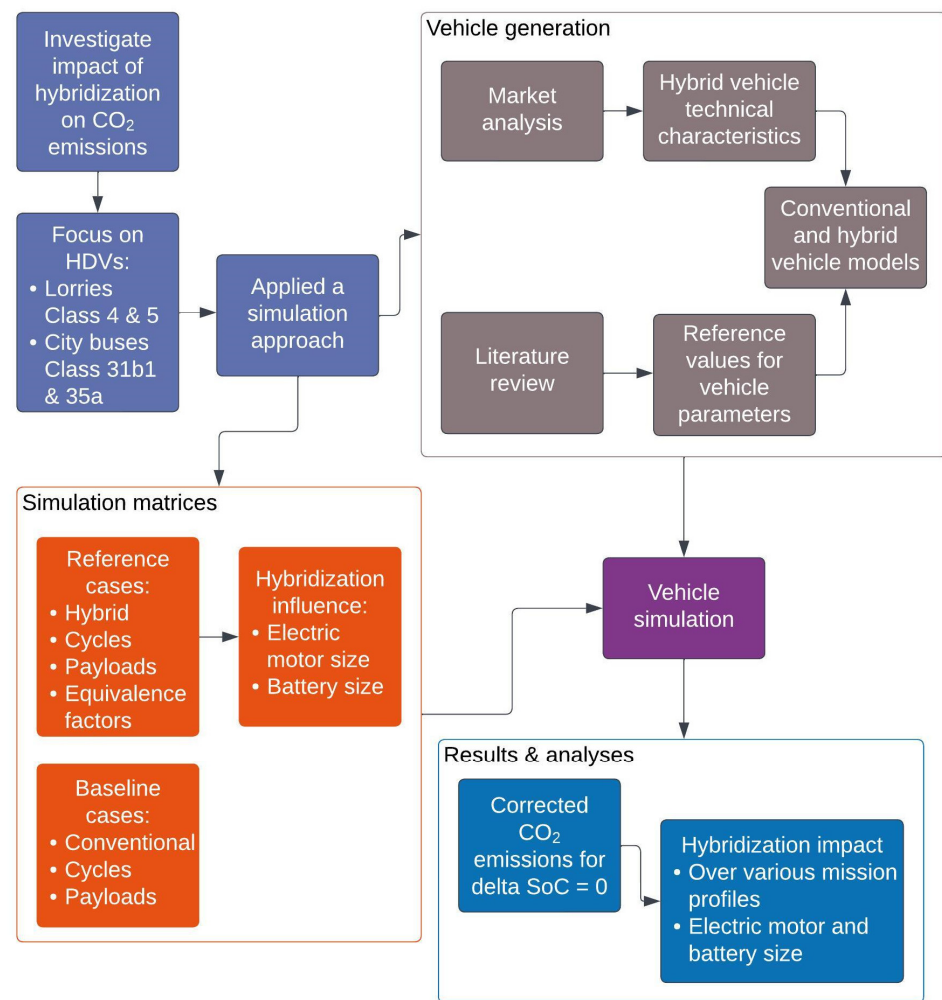 Investigate
impact of
hybridization
on CO₂
emissions
Focus on
HDVs:
• Lorries
Class 4 & 5
• City buses
Class 31b1
& 35a
Applied a
simulation
approach
Vehicle generation
Market
analysis
Hybrid vehicle
technical
characteristics
Conventional
and hybrid
vehicle models
Literature
review
Reference
values for
vehicle
parameters
Simulation matrices
Reference
cases:
• Hybrid
• Cycles
• Payloads
• Equivalence
factors
Hybridization
influence:
• Electric
motor size
• Battery size
Baseline
cases:
• Conventional
• Cycles
• Payloads
Vehicle
simulation
Results & analyses
Corrected
CO₂
emissions for
delta SoC = 0
Hybridization impact
• Over various mission
profiles
• Electric motor and
battery size